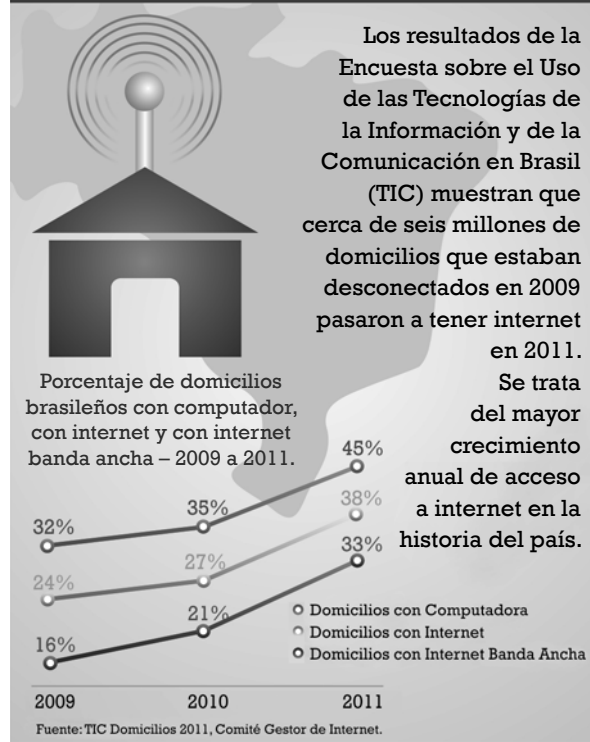 Los resultados de la
Encuesta sobre el Uso
de las Tecnologías de
la Información y de la
Comunicación en Brasil
(TIC) muestran que
cerca de seis millones de
domicilios que estaban
desconectados en 2009
pasaron a tener internet
en 2011.
Se trata
del mayor
crecimiento
anual de acceso
a internet en la
historia del país.
Porcentaje de domicilios
brasileños con computador,
con internet y con internet
banda ancha – 2009 a 2011.
32%
35%
45%
24%
27%
38%
16%
21%
33%
Domicilios con Computadora
Domicilios con Internet
Domicilios con Internet Banda Ancha
2009
2010
2011
Fuente: TIC Domicilios 2011, Comité Gestor de Internet.